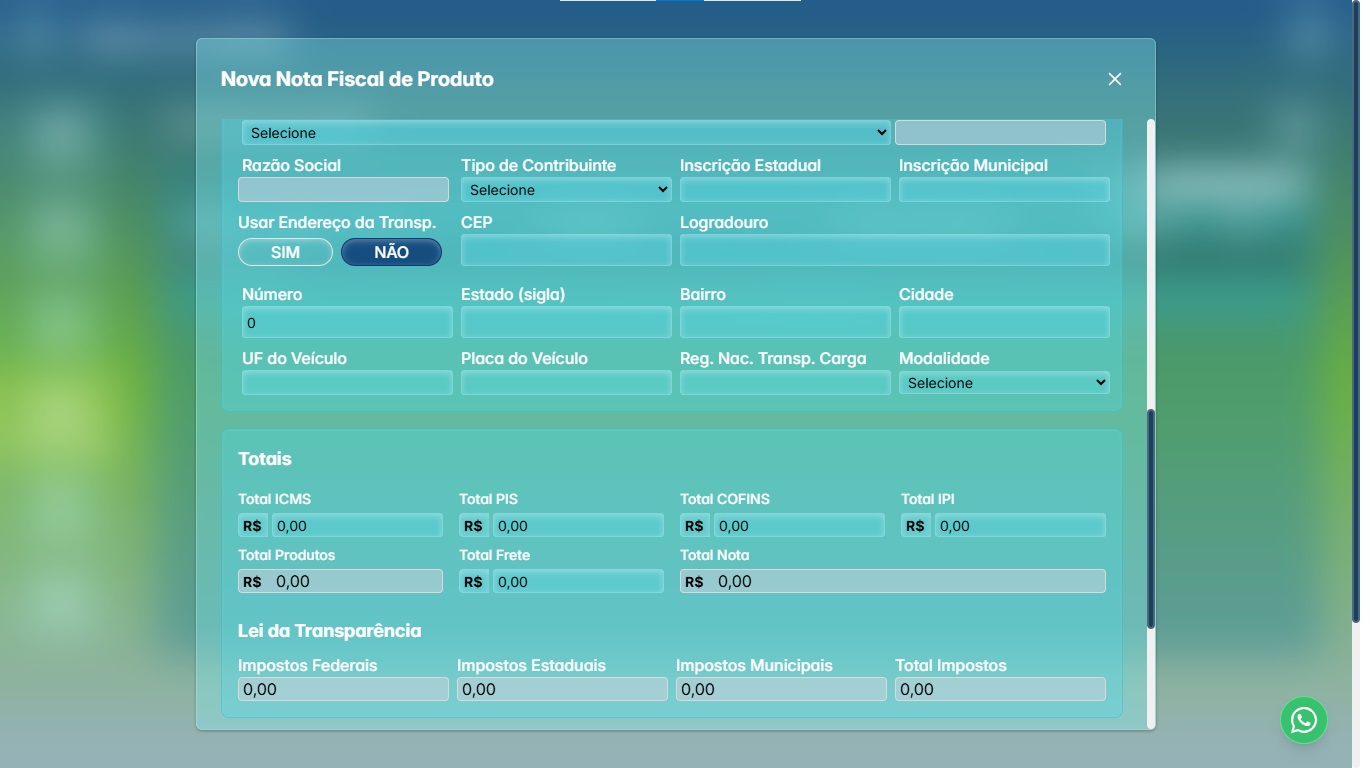 Nova Nota Fiscal de Produto
Selecione
Razão Social Tipo de Contribuinte Inscrição Estadual Inscrição Municipal
Selecione
Usar Endereço da Transp. CEP Logradouro
SIM NÃO
Número Estado (sigla) Bairro Cidade
0
UF do Veículo Placa do Veículo Reg. Nac. Transp. Carga Modalidade
Selecione
Totais
Total ICMS Total PIS Total COFINS Total IPI
R$ 0,00 R$ 0,00 R$ 0,00 R$ 0,00
Total Produtos Total Frete Total Nota
R$ 0,00 R$ 0,00 R$ 0,00
Lei da Transparência
Impostos Federais Impostos Estaduais Impostos Municipais Total Impostos
0,00 0,00 0,00 0,00